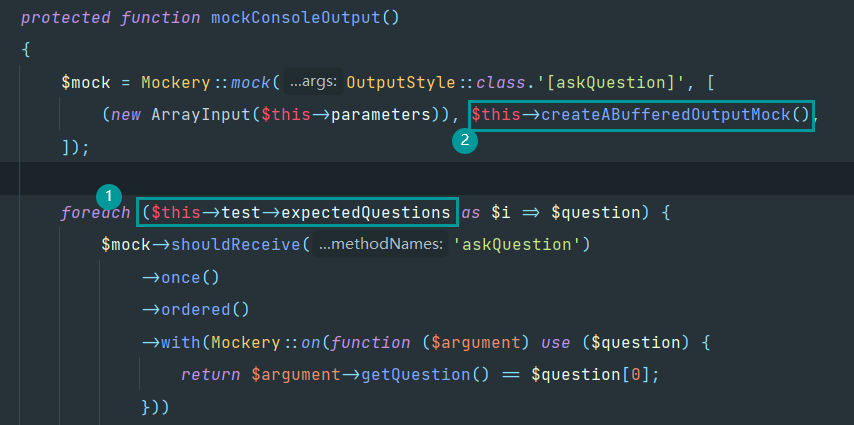 protected function mockConsoleOutput()
{
$mock = Mockery::mock( ...args: OutputStyle::class.'[askQuestion]', [
(new ArrayInput($this->parameters)), $this->createABufferedOutputMock(),
2
]);
1
foreach ($this->test->expectedQuestions as $i => $question) {
$mock->shouldReceive( ...methodNames: 'askQuestion')
->once()
->ordered()
->with(Mockery::on(function ($argument) use ($question) {
return $argument->getQuestion() == $question[0];
}))